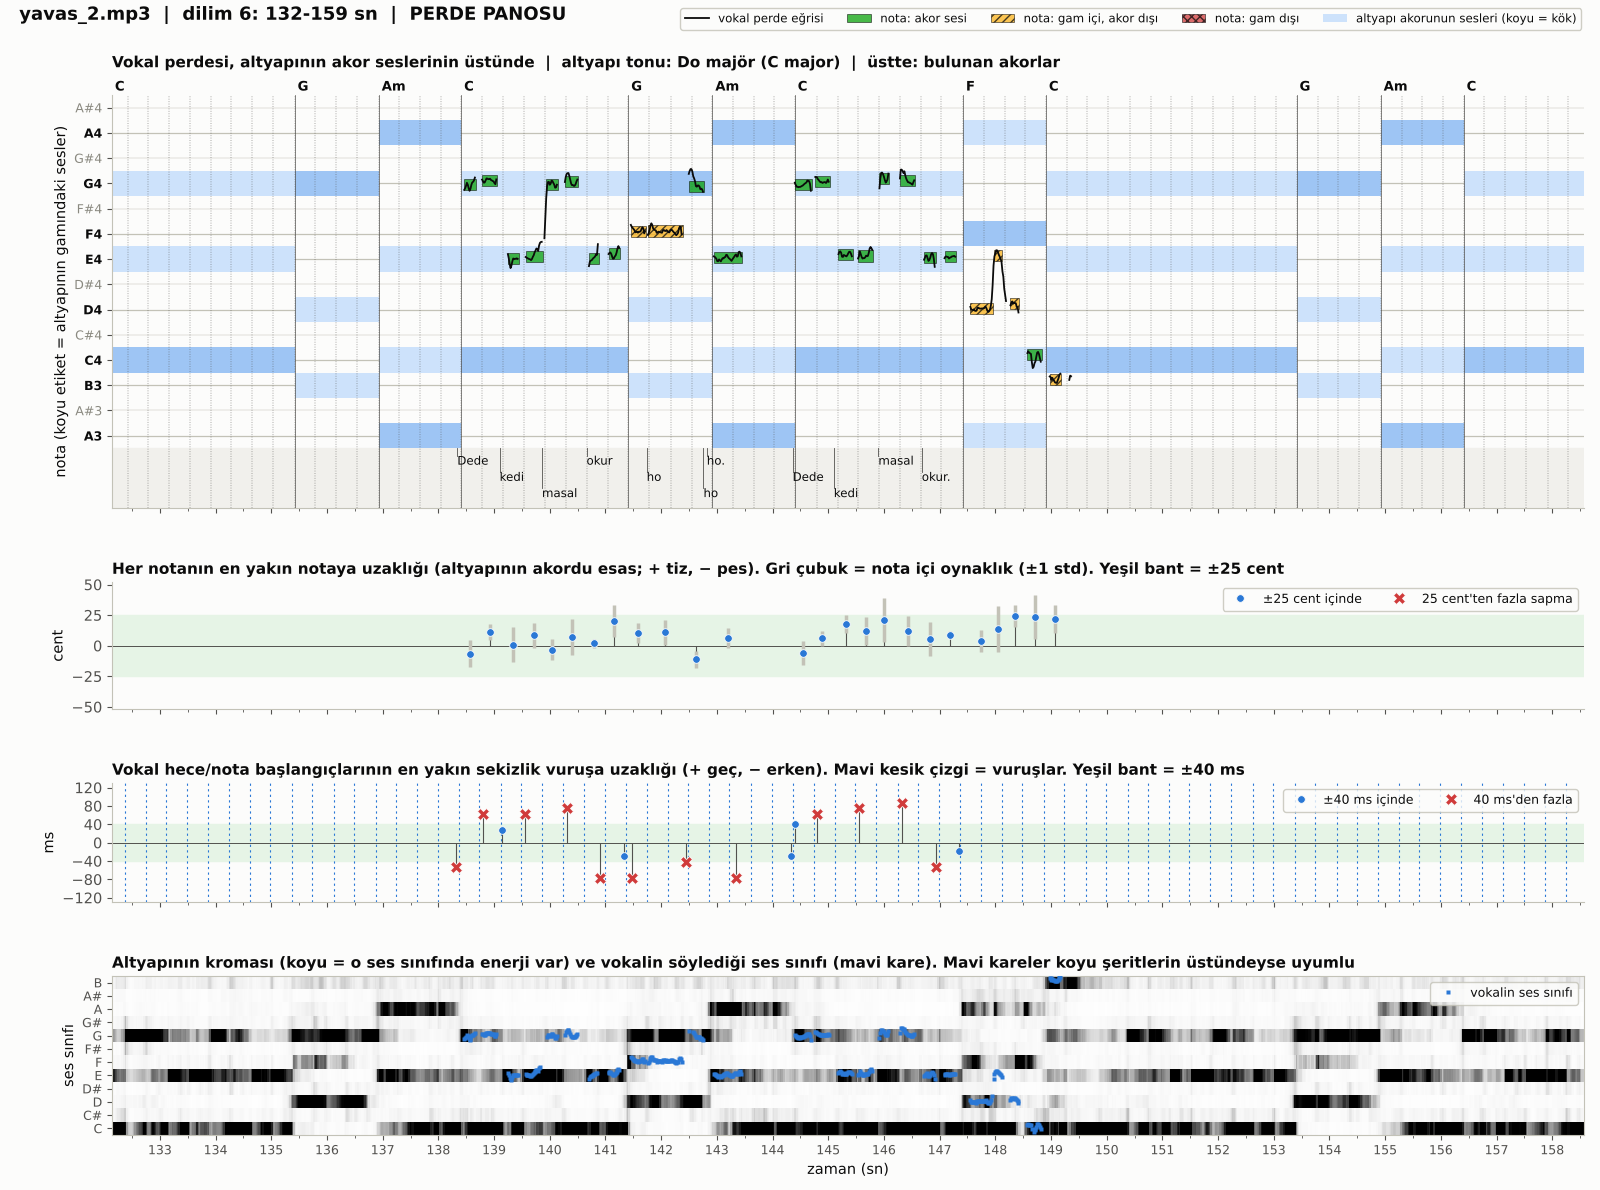 yavas_2.mp3 | dilim 6: 132-159 sn | PERDE PANOSU
vokal perde eğrisi
nota: akor sesi
nota: gam içi, akor dışı
nota: gam dışı
altyapı akorunun sesleri (koyu = kök)
Vokal perdesi, altyapının akor seslerinin üstünde | altyapı tonu: Do majör (C major) | üstte: bulunan akorlar
C G Am C G Am C F C G Am C
nota (koyu etiket = altyapının gamındaki sesler)
A#4
A4
G#4
G4
F#4
F4
E4
D#4
D4
C#4
C4
B3
A#3
A3
Dede okur ho. masal
kedi ho Dede okur.
masal ho kedi
Her notanın en yakın notaya uzaklığı (altyapının akordu esas; + tiz, − pes). Gri çubuk = nota içi oynaklık (±1 std). Yeşil bant = ±25 cent
±25 cent içinde
25 cent'ten fazla sapma
cent
50
25
0
−25
−50
Vokal hece/nota başlangıçlarının en yakın sekizlik vuruşa uzaklığı (+ geç, − erken). Mavi kesik çizgi = vuruşlar. Yeşil bant = ±40 ms
±40 ms içinde
40 ms'den fazla
ms
120
80
40
0
−40
−80
−120
Altyapının kroması (koyu = o ses sınıfında enerji var) ve vokalin söylediği ses sınıfı (mavi kare). Mavi kareler koyu şeritlerin üstündeyse uyumlu
vokalin ses sınıfı
ses sınıfı
B
A#
A
G#
G
F#
F
E
D#
D
C#
C
133 134 135 136 137 138 139 140 141 142 143 144 145 146 147 148 149 150 151 152 153 154 155 156 157 158
zaman (sn)